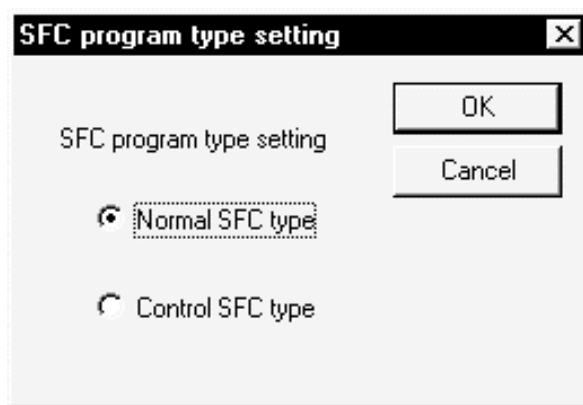 SFC program type setting
OK
SFC program type setting
Cancel
Normal SFC type
Control SFC type